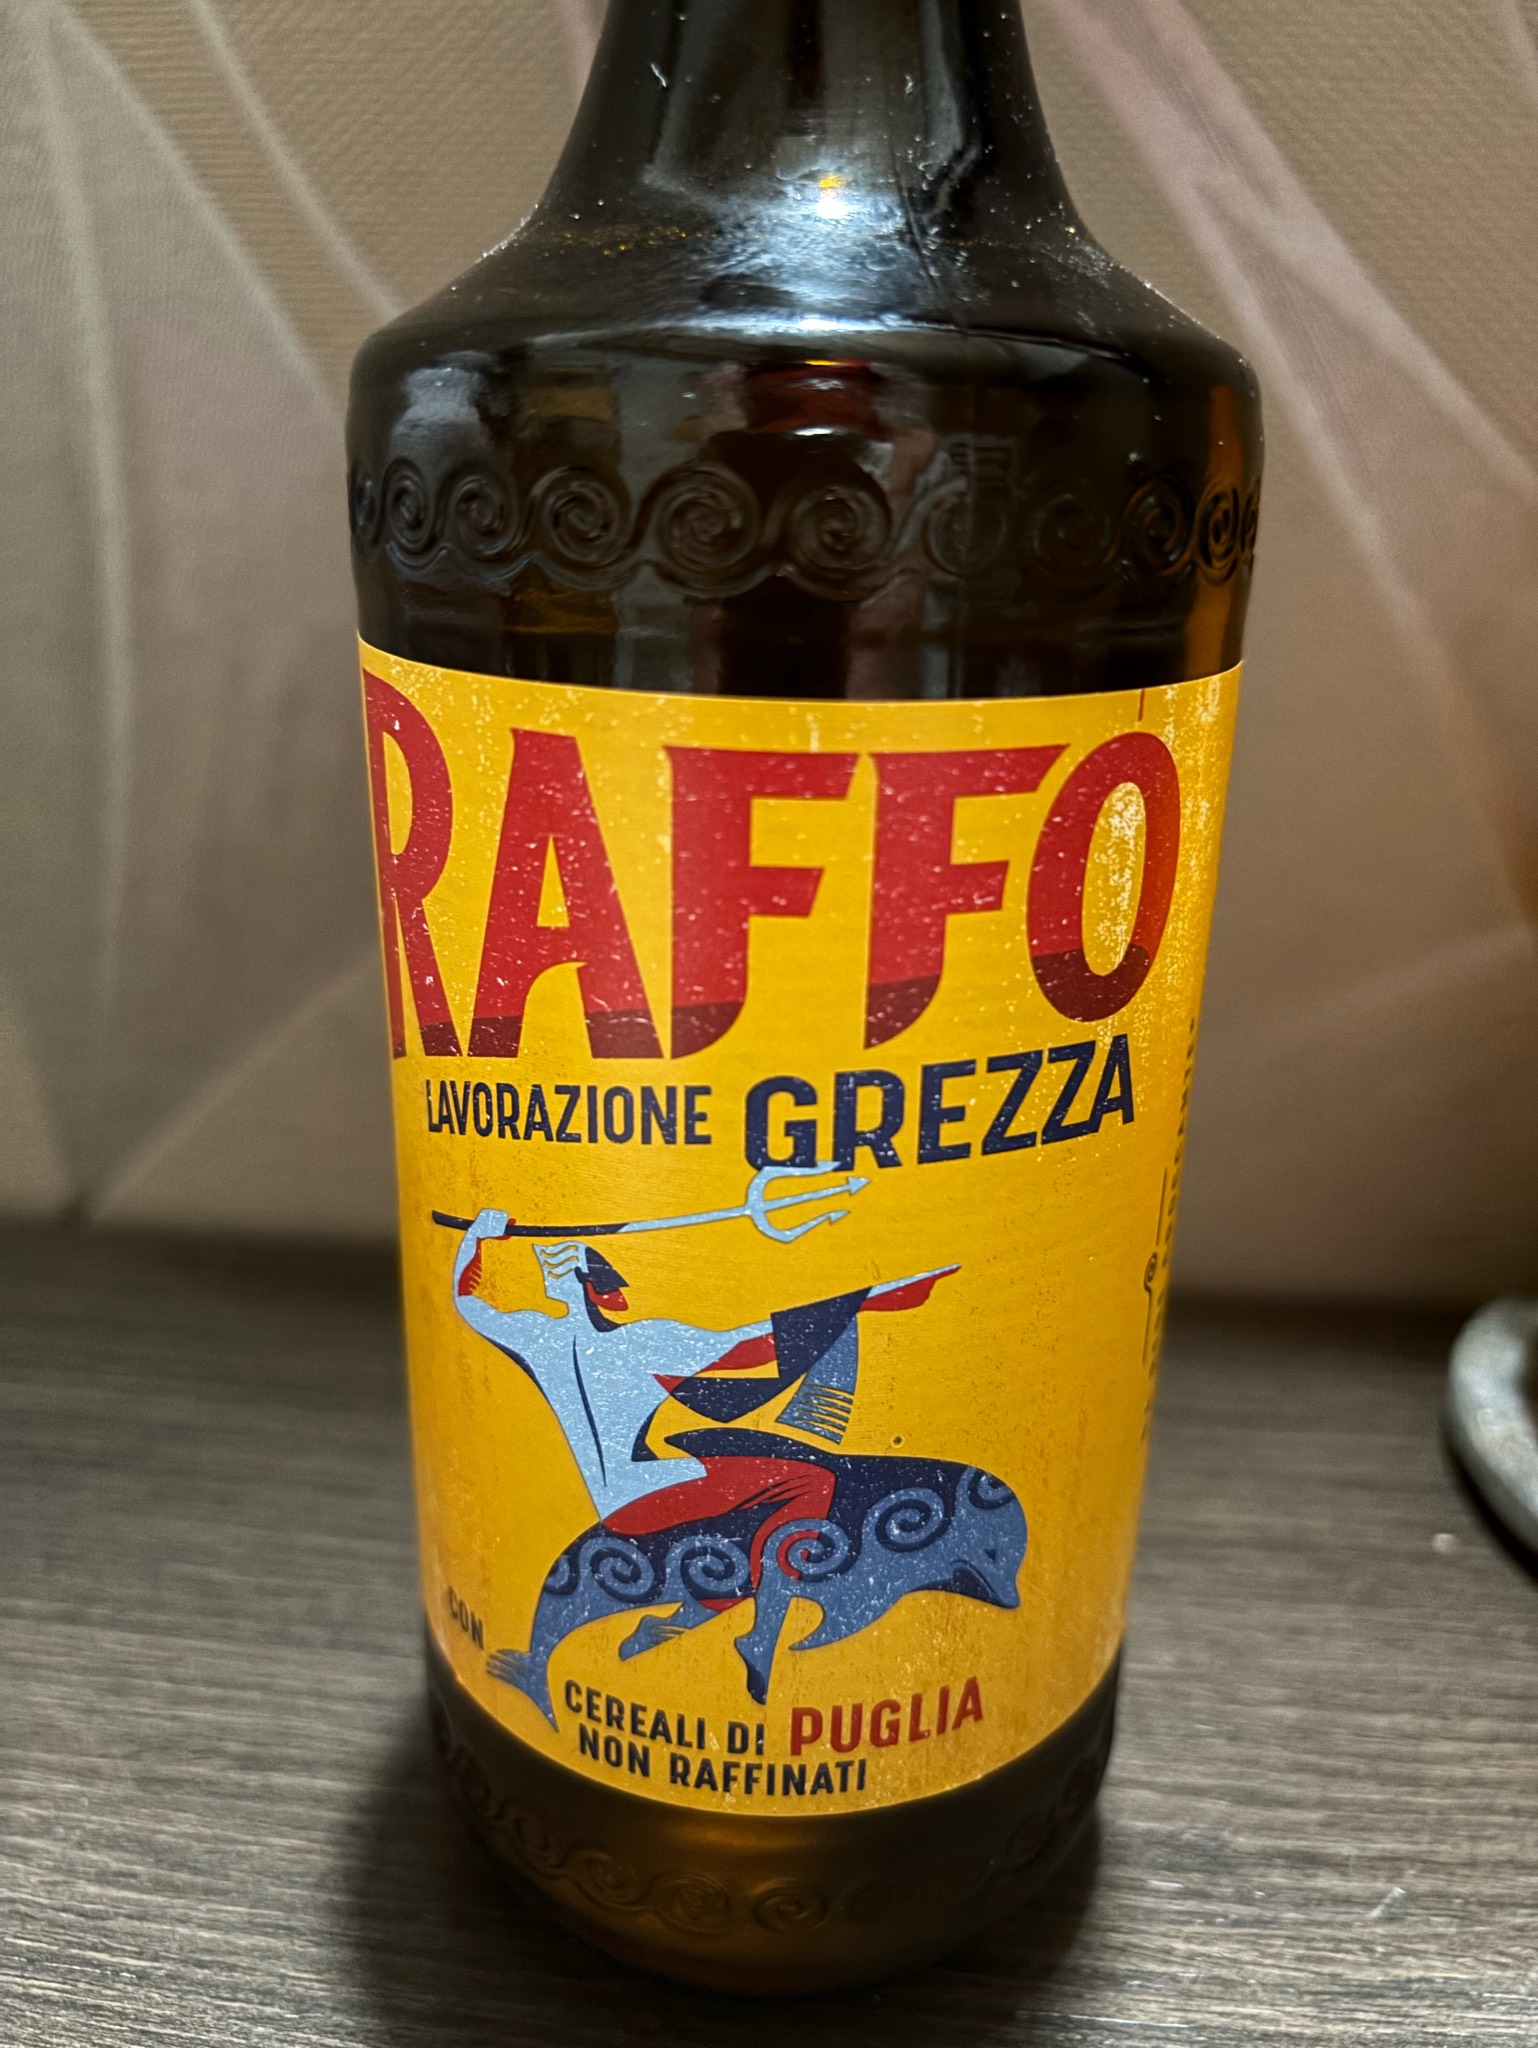 RAFFO
LAVORAZIONE GREZZA
CON
CEREALI DI PUGLIA
NON RAFFINATI